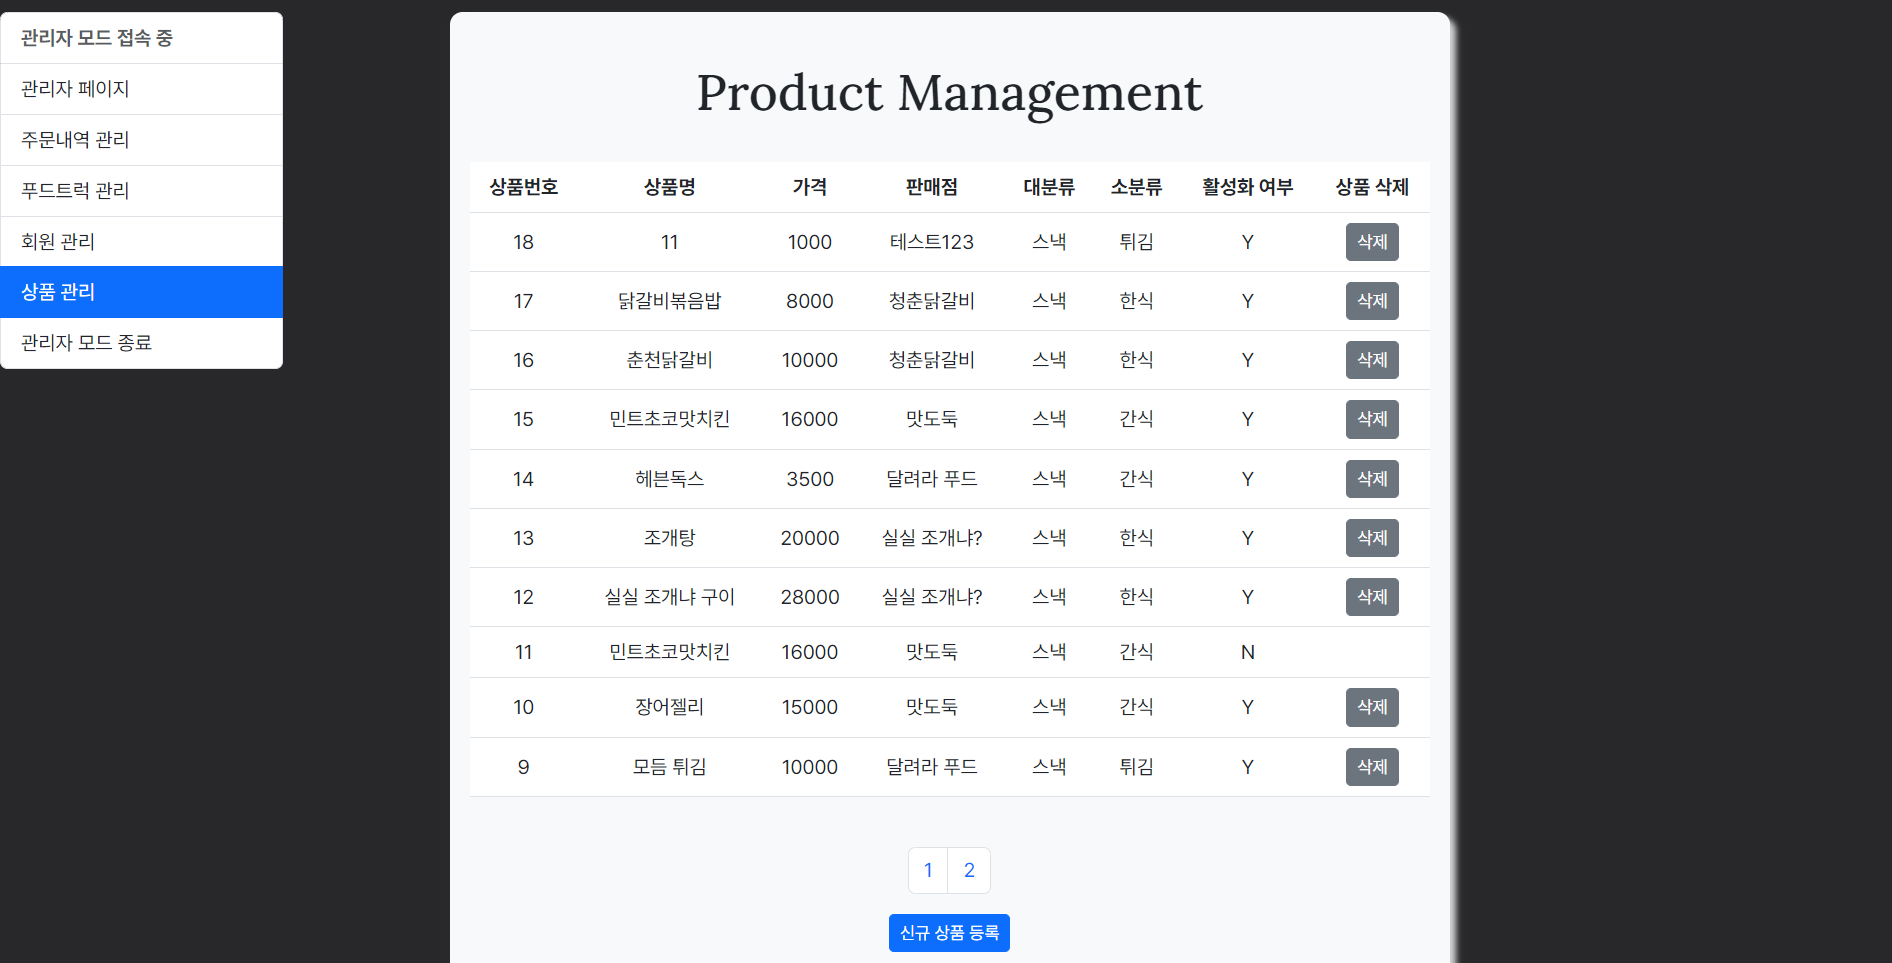 관리자 모드 접속 중
관리자 페이지
주문내역 관리
푸드트럭 관리
회원 관리
상품 관리
관리자 모드 종료
Product Management
상품번호 상품명 가격 판매점 대분류 소분류 활성화 여부 상품 삭제
18 11 1000 테스트123 스낵 튀김 Y 삭제
17 닭갈비볶음밥 8000 청춘닭갈비 스낵 한식 Y 삭제
16 춘천닭갈비 10000 청춘닭갈비 스낵 한식 Y 삭제
15 민트초코맛치킨 16000 맛도둑 스낵 간식 Y 삭제
14 헤븐독스 3500 달려라 푸드 스낵 간식 Y 삭제
13 조개탕 20000 실실 조개냐? 스낵 한식 Y 삭제
12 실실 조개냐 구이 28000 실실 조개냐? 스낵 한식 Y 삭제
11 민트초코맛치킨 16000 맛도둑 스낵 간식 N
10 장어젤리 15000 맛도둑 스낵 간식 Y 삭제
9 모듬 튀김 10000 달려라 푸드 스낵 튀김 Y 삭제
1 2
신규 상품 등록